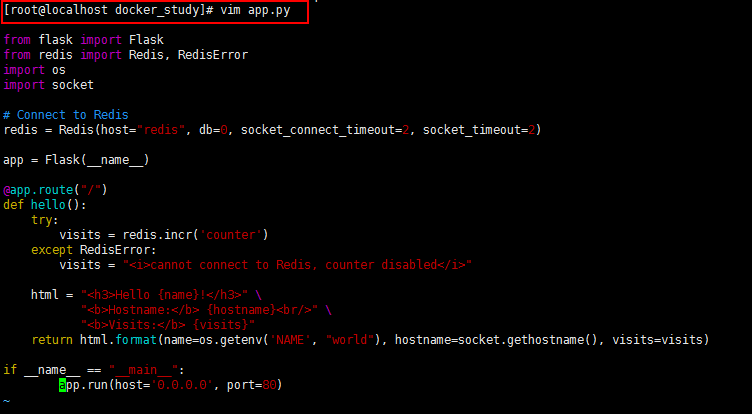 [root@localhost docker_study]# vim app.py
from flask import Flask
from redis import Redis, RedisError
import os
import socket
# Connect to Redis
redis = Redis(host="redis", db=0, socket_connect_timeout=2, socket_timeout=2)
app = Flask(__name__)
@app.route("/")
def hello():
    try:
        visits = redis.incr('counter')
    except RedisError:
        visits = "<i>cannot connect to Redis, counter disabled</i>"
    html = "<h3>Hello {name}!</h3>" \
           "<b>Hostname:</b> {hostname}<br/>" \
           "<b>Visits:</b> {visits}"
    return html.format(name=os.getenv('NAME', "world"), hostname=socket.gethostname(), visits=visits)
if __name__ == "__main__":
        app.run(host='0.0.0.0', port=80)
~